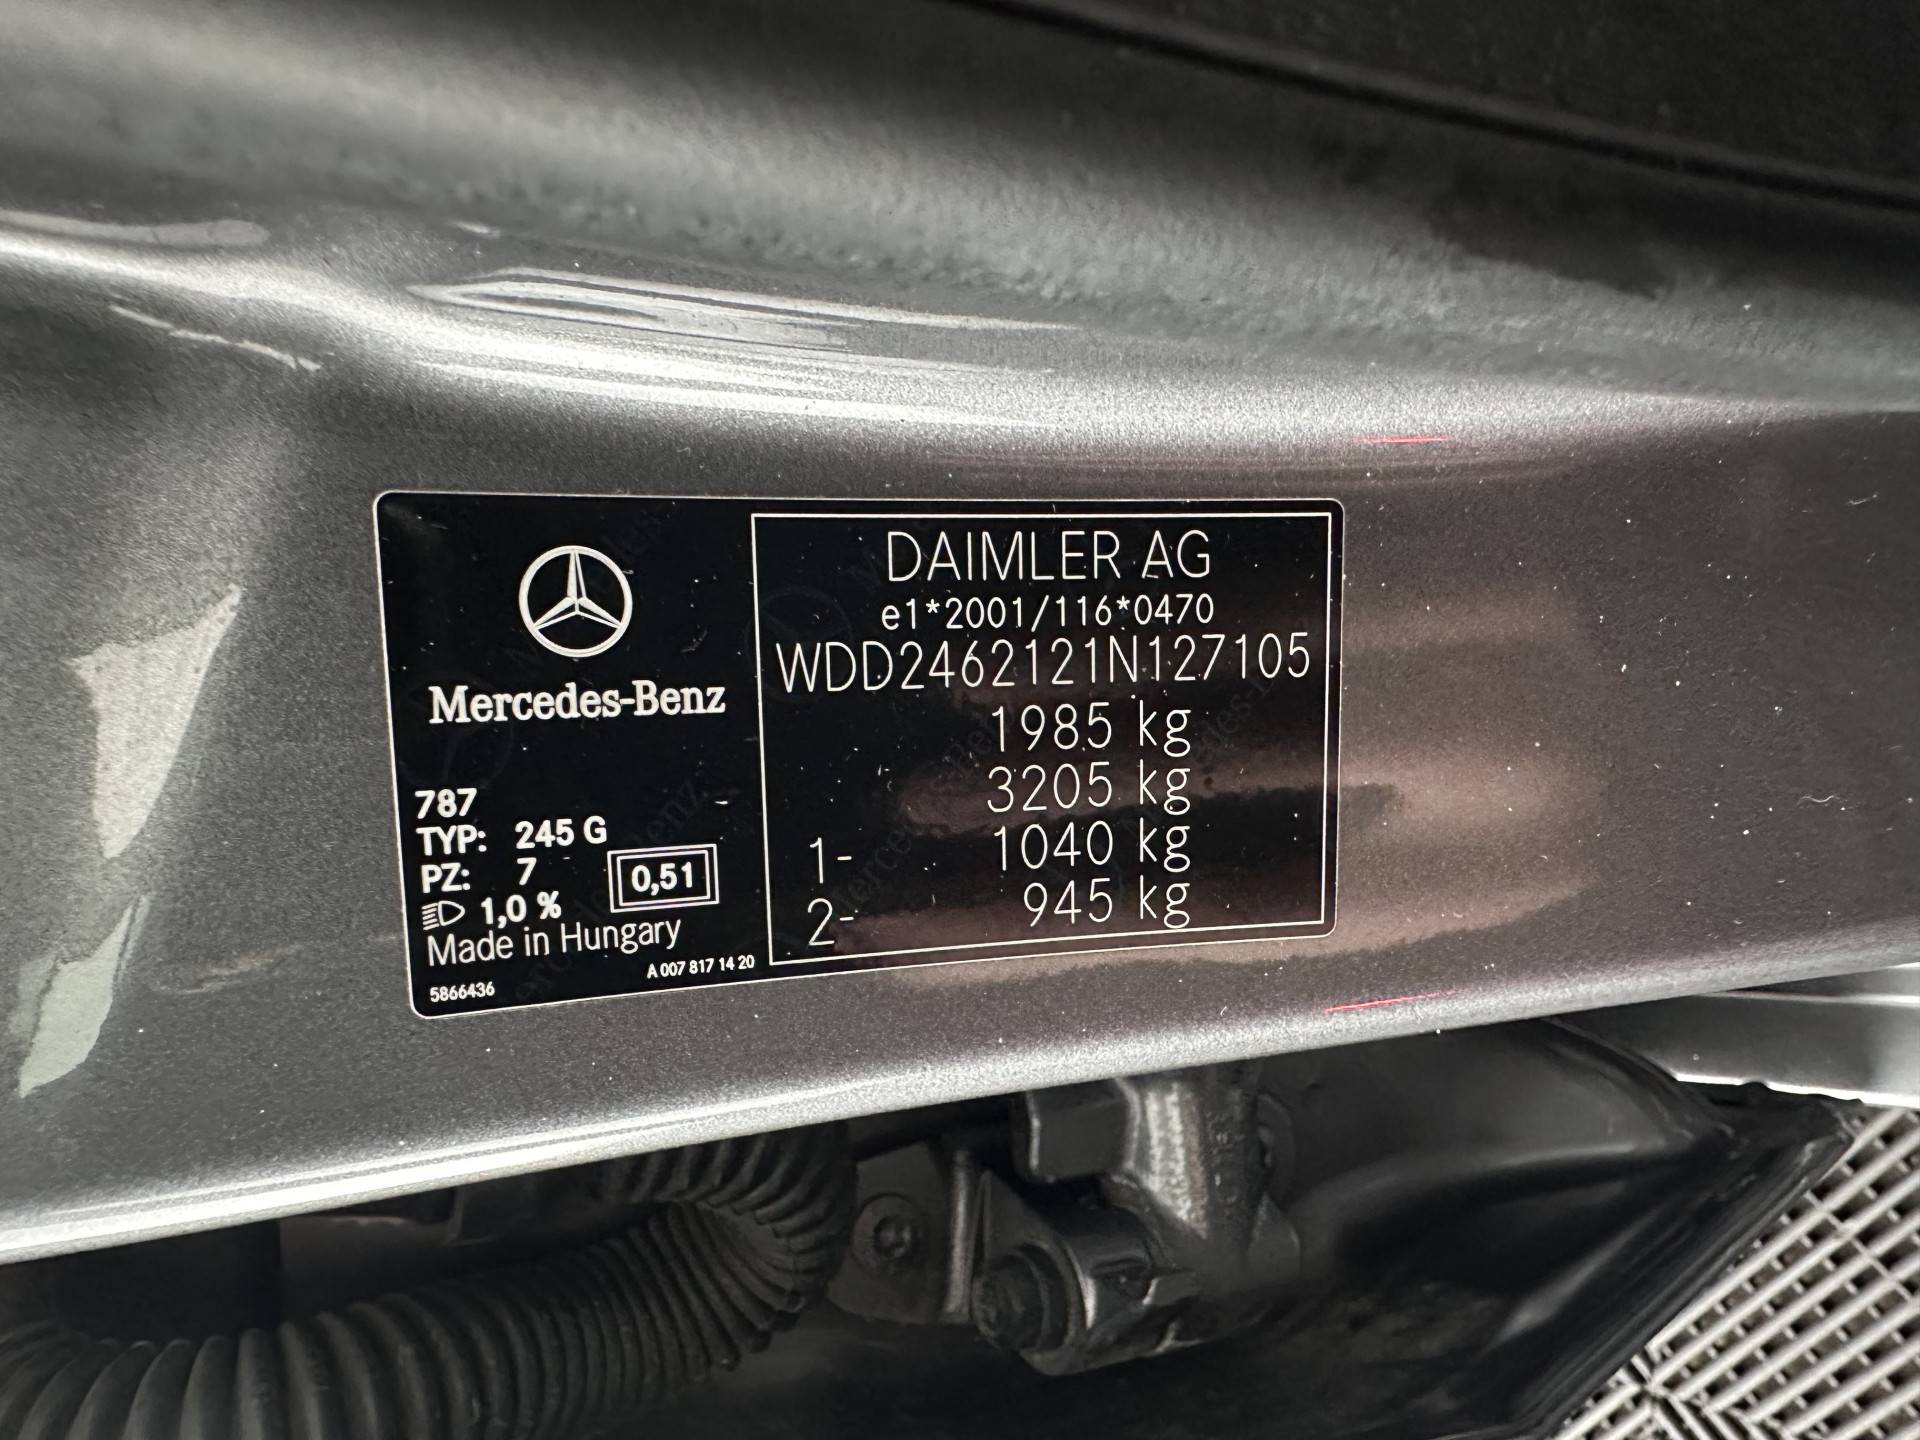 Mercedes-Benz
787
TYP: 245 G
PZ: 7
1,0 %
0,51
Made in Hungary
A 007 817 14 20
5866436
DAIMLER AG
e1*2001/116*0470
WDD2462121N127105
1985 kg
3205 kg
1- 1040 kg
2- 945 kg